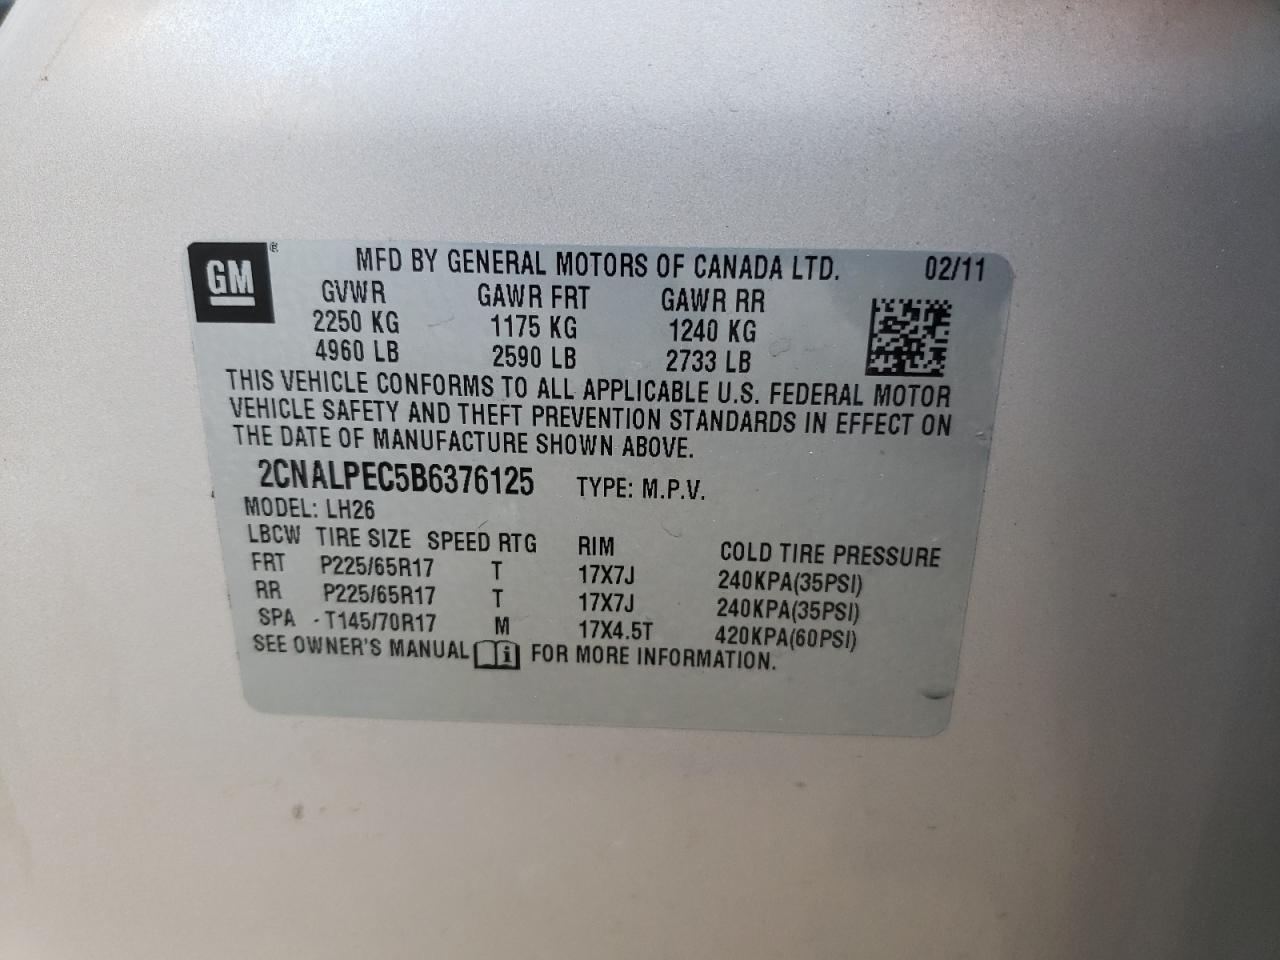 GM ® MFD BY GENERAL MOTORS OF CANADA LTD. 02/11
GVWR GAWR FRT GAWR RR
2250 KG 1175 KG 1240 KG
4960 LB 2590 LB 2733 LB
THIS VEHICLE CONFORMS TO ALL APPLICABLE U.S. FEDERAL MOTOR
VEHICLE SAFETY AND THEFT PREVENTION STANDARDS IN EFFECT ON
THE DATE OF MANUFACTURE SHOWN ABOVE.
2CNALPEC5B6376125 TYPE: M.P.V.
MODEL: LH26
LBCW TIRE SIZE SPEED RTG RIM COLD TIRE PRESSURE
FRT P225/65R17 T 17X7J 240KPA(35PSI)
RR P225/65R17 T 17X7J 240KPA(35PSI)
SPA T145/70R17 M 17X4.5T 420KPA(60PSI)
SEE OWNER'S MANUAL i FOR MORE INFORMATION.